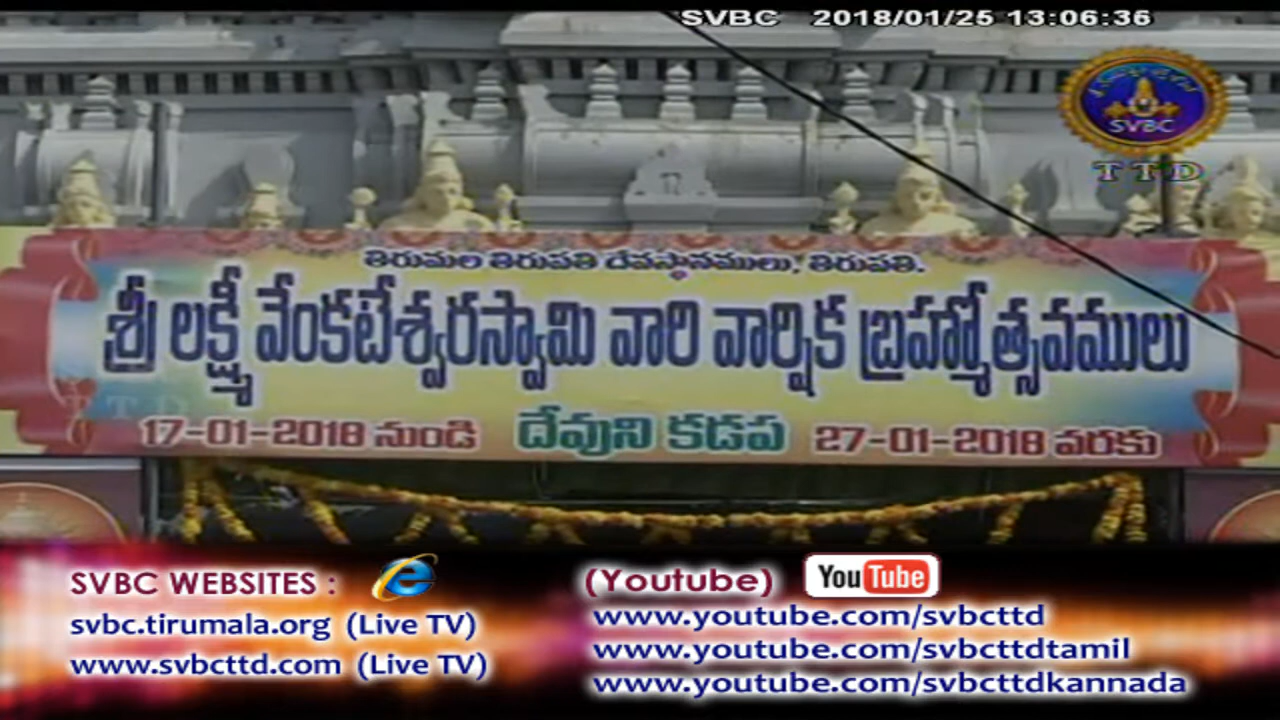 SVBC 2018/01/25 13:06:36
SVBC
T T D
తిరుమల తిరుపతి దేవస్థానములు, తిరుపతి.
శ్రీ లక్ష్మీ వేంకటేశ్వరస్వామి వారి వార్షిక బ్రహ్మోత్సవములు
T T D
17-01-2018 నుండి దేవుని కడప 27-01-2018 వరకు
SVBC WEBSITES :
svbc.tirumala.org (Live TV)
www.svbcttd.com (Live TV)
(Youtube) YouTube
www.youtube.com/svbcttd
www.youtube.com/svbcttdtamil
www.youtube.com/svbcttdkannada